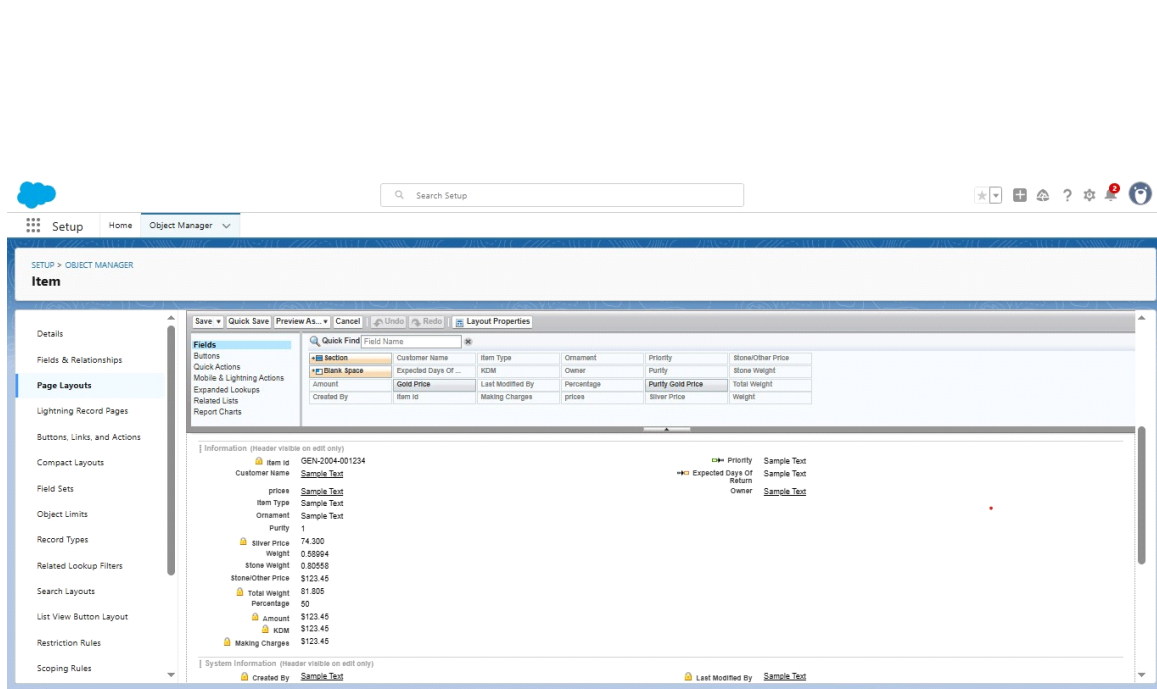 Search Setup
2
Setup
Home
Object Manager
SETUP > OBJECT MANAGER
Item
Details
Fields & Relationships
Page Layouts
Lightning Record Pages
Buttons, Links, and Actions
Compact Layouts
Field Sets
Object Limits
Record Types
Related Lookup Filters
Search Layouts
List View Button Layout
Restriction Rules
Scoping Rules
Save Quick Save Preview As... Cancel Undo Redo Layout Properties
Fields
Buttons
Quick Actions
Mobile & Lightning Actions
Expanded Lookups
Related Lists
Report Charts
Quick Find Field Name
Section Customer Name Item Type Ornament Priority Stone/Other Price
Blank Space Expected Days Of ... KDM Owner Purity Stone Weight
Amount Gold Price Last Modified By Percentage Purity Gold Price Total Weight
Created By Item Id Making Charges prices Silver Price Weight
Information (Header visible on edit only)
Item Id GEN-2004-001234
Customer Name Sample Text
prices Sample Text
Item Type Sample Text
Ornament Sample Text
Purity 1
Silver Price 74.300
Weight 0.58994
Stone Weight 0.80558
Stone/Other Price $123.45
Total Weight 81.805
Percentage 50
Amount $123.45
KDM $123.45
Making Charges $123.45
Priority Sample Text
Expected Days Of Return Sample Text
Owner Sample Text
System Information (Header visible on edit only)
Created By Sample Text
Last Modified By Sample Text